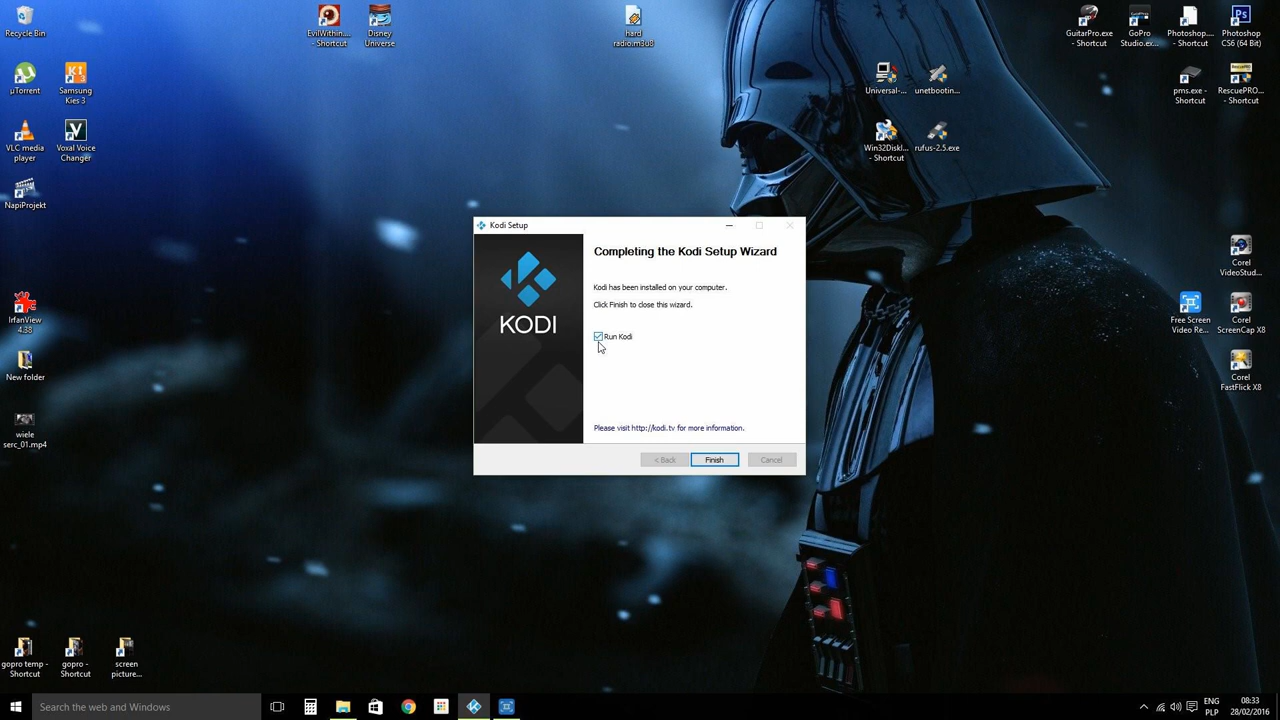 Recycle Bin
EvilWithin....
- Shortcut
Disney
Universe
hard
radio.m3u8
GuitarPro.exe
- Shortcut
GoPro
Studio.ex...
Photoshop....
- Shortcut
Photoshop
CS6 (64 Bit)
µTorrent
Samsung
Kies 3
Universal-...
unetbootin...
pms.exe -
Shortcut
RescuePRO...
- Shortcut
VLC media
player
Voxal Voice
Changer
Win32DiskI...
- Shortcut
rufus-2.5.exe
NapiProjekt
Kodi Setup
Completing the Kodi Setup Wizard
Kodi has been installed on your computer.
Click Finish to close this wizard.
KODI
Run Kodi
Please visit http://kodi.tv for more information.
< Back
Finish
Cancel
Corel
VideoStud...
IrfanView
4.38
Free Screen
Video Re...
Corel
ScreenCap X8
New folder
Corel
FastFlick X8
wiele
serc_01.mp4
gopro temp -
Shortcut
gopro -
Shortcut
screen
picture...
Search the web and Windows
ENG
PLP
08:33
28/02/2016